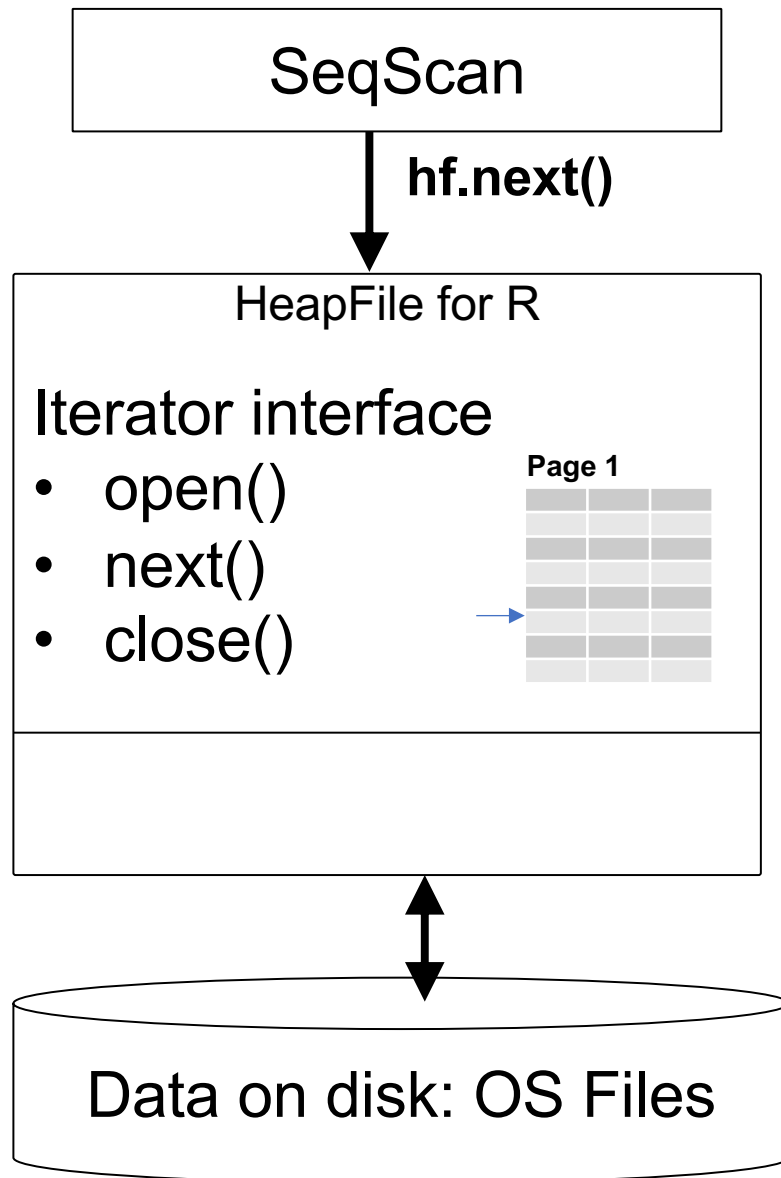 SeqScan
hf.next()
HeapFile for R
Iterator interface
• open()
• next()
• close()
Page 1
Data on disk: OS Files